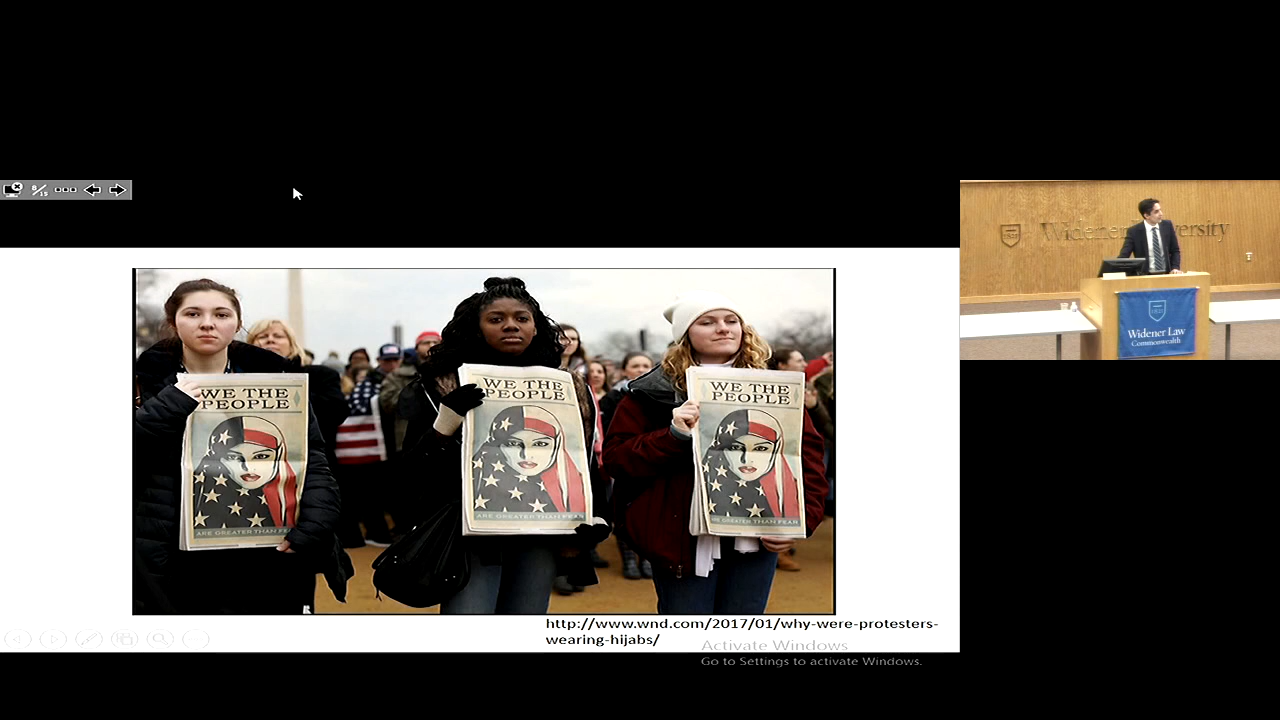 8/15
WE THE
PEOPLE
ARE GREATER THAN FEAR
WE THE
PEOPLE
ARE GREATER THAN FEAR
WE THE
PEOPLE
ARE GREATER THAN FEAR
http://www.wnd.com/2017/01/why-were-protesters-
wearing-hijabs/
Activate Windows
Go to Settings to activate Windows.
Widener University
Widener Law
Commonwealth